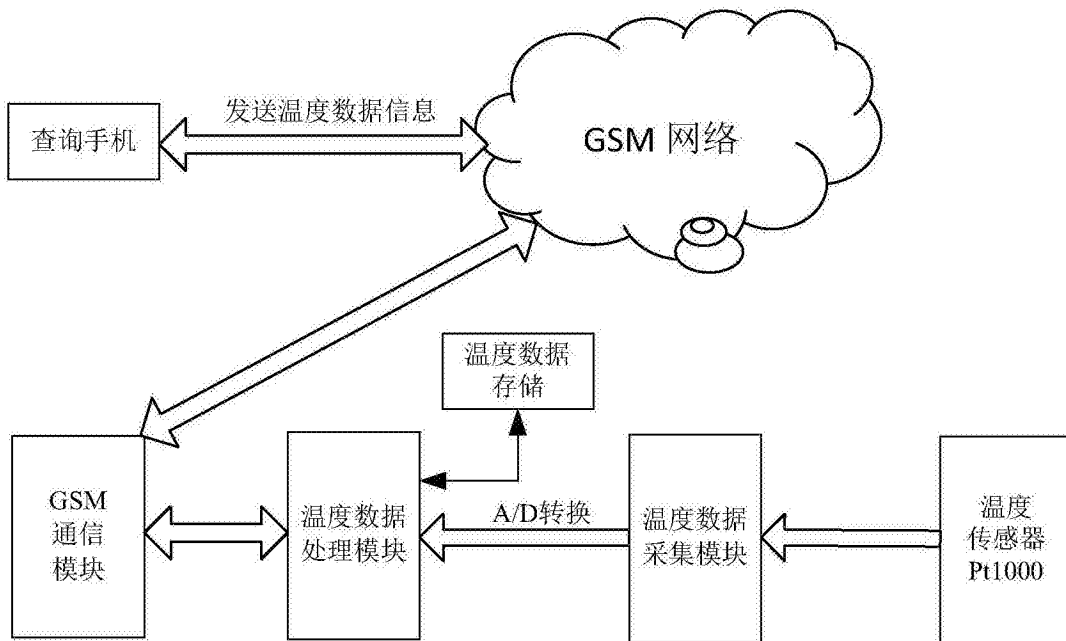 发送温度数据信息
查询手机
GSM 网络
温度数据
存储
GSM
通信
模块
温度数据
处理模块
A/D转换
温度数据
采集模块
温度
传感器
Pt1000